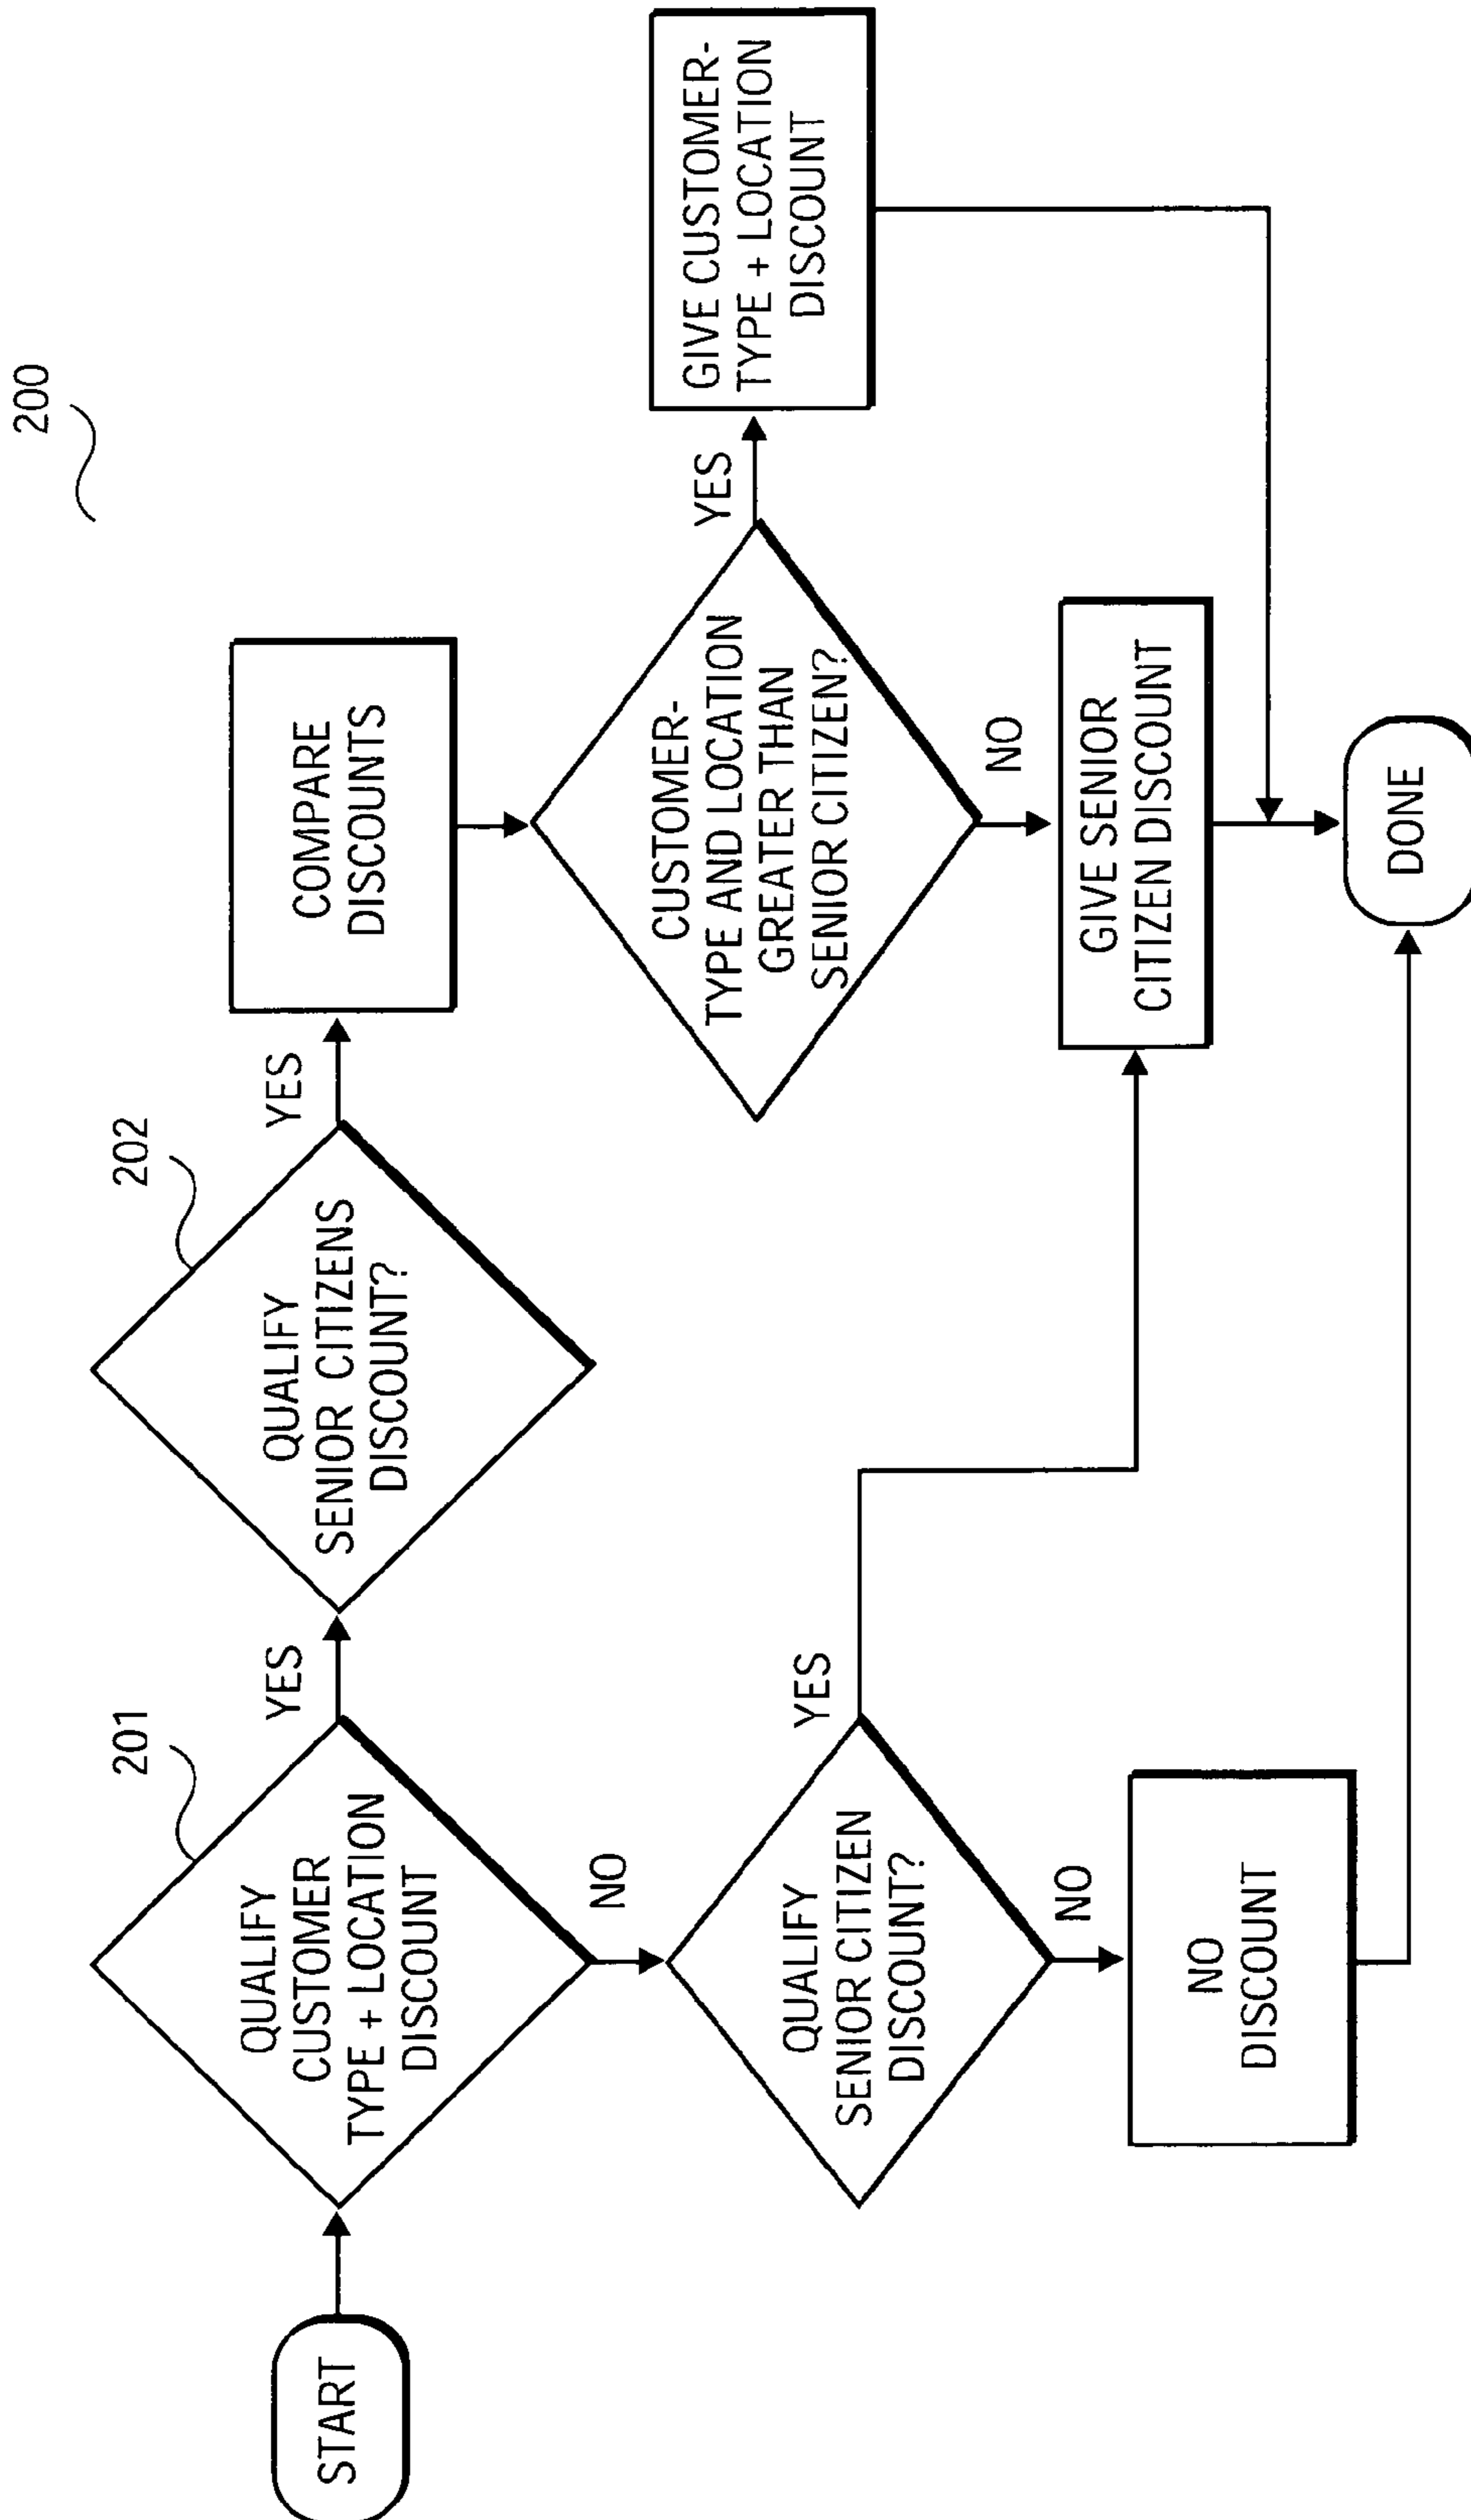 200
START
201
QUALIFY
CUSTOMER
TYPE + LOCATION
DISCOUNT
YES
202
QUALIFY
SENIOR CITIZENS
DISCOUNT?
YES
COMPARE
DISCOUNTS
CUSTOMER-
TYPE AND LOCATION
GREATER THAN
SENIOR CITIZEN?
YES
GIVE CUSTOMER-
TYPE + LOCATION
DISCOUNT
NO
QUALIFY
SENIOR CITIZEN
DISCOUNT?
YES
NO
GIVE SENIOR
CITIZEN DISCOUNT
NO
NO
DISCOUNT
DONE